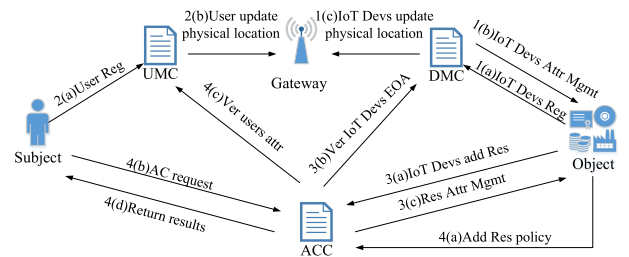 2(b)User update
physical location
1(c)IoT Devs update
physical location
1(b)IoT Devs Attr Mgmt
1(a)IoT Devs Reg
2(a)User Reg
UMC
Gateway
DMC
4(c)Ver users attr
3(b)Ver IoT Devs EOA
Subject
Object
4(b)AC request
4(d)Return results
3(a)IoT Devs add Res
3(c)Res Attr Mgmt
ACC
4(a)Add Res policy